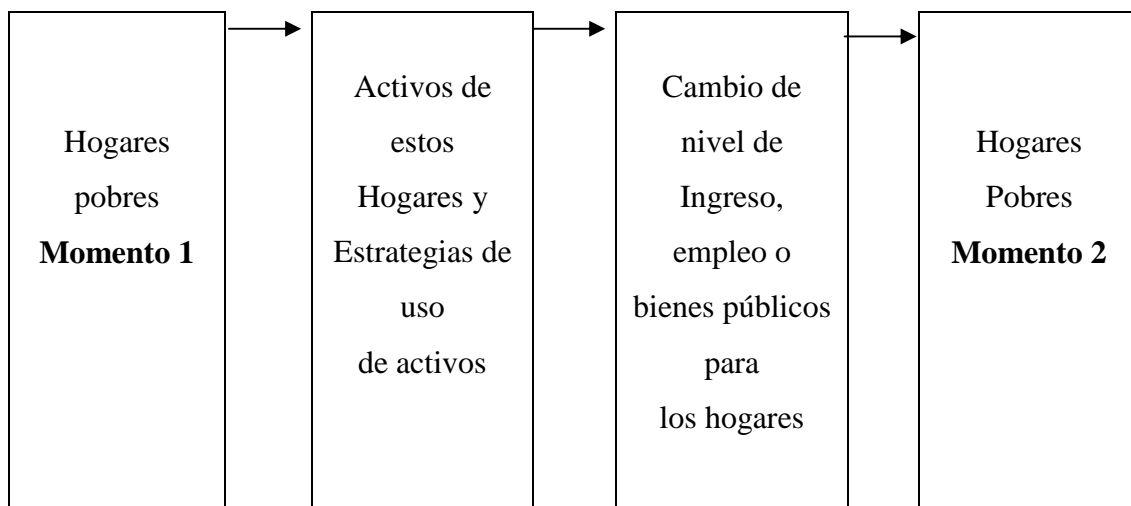 Hogares
pobres
Momento 1
Activos de
estos
Hogares y
Estrategias de
uso
de activos
Cambio de
nivel de
Ingreso,
empleo o
bienes públicos
para
los hogares
Hogares
Pobres
Momento 2